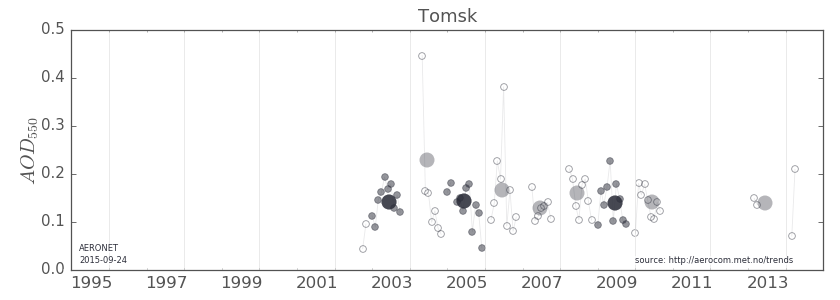 Tomsk
0.5
0.4
0.3
0.2
0.1
0.0
AOD550
AERONET
2015-09-24
source: http://aerocom.met.no/trends
1995 1997 1999 2001 2003 2005 2007 2009 2011 2013